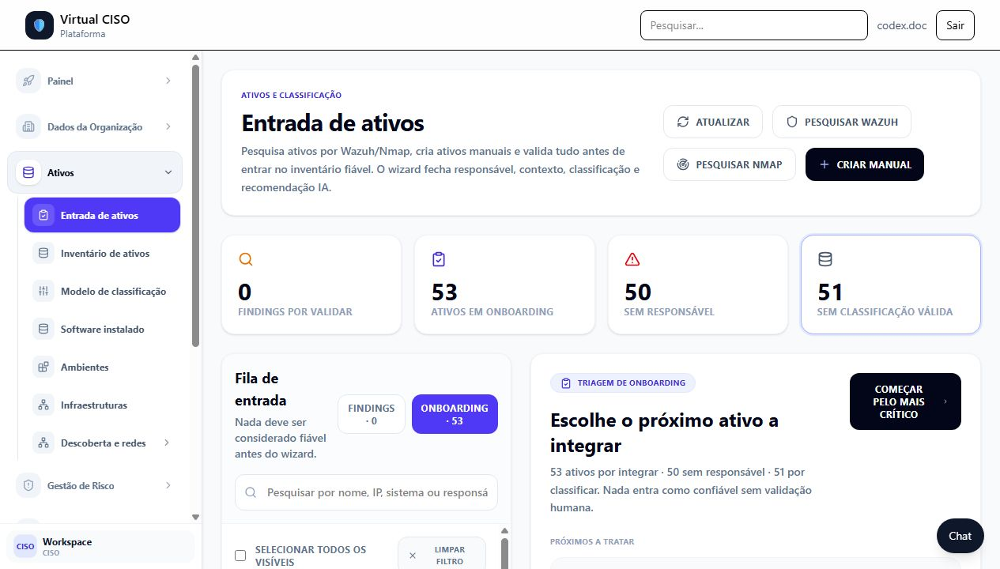 Virtual CISO
Plataforma
Pesquisar...
codex.doc
Sair
Painel
Dados da Organização
Ativos
Entrada de ativos
Inventário de ativos
Modelo de classificação
Software instalado
Ambientes
Infraestruturas
Descoberta e redes
Gestão de Risco
CISO
Workspace
CISO
ATIVOS E CLASSIFICAÇÃO
Entrada de ativos
Pesquisa ativos por Wazuh/Nmap, cria ativos manuais e valida tudo antes de
entrar no inventário fiável. O wizard fecha responsável, contexto, classificação e
recomendação IA.
ATUALIZAR
PESQUISAR WAZUH
PESQUISAR NMAP
CRIAR MANUAL
0
FINDINGS POR VALIDAR
53
ATIVOS EM ONBOARDING
50
SEM RESPONSÁVEL
51
SEM CLASSIFICAÇÃO VÁLIDA
Fila de
entrada
Nada deve ser
considerado fiável
antes do wizard.
FINDINGS
· 0
ONBOARDING
· 53
Pesquisar por nome, IP, sistema ou responsá
SELECIONAR TODOS OS
VISÍVEIS
LIMPAR
FILTRO
TRIAGEM DE ONBOARDING
Escolhe o próximo ativo a
integrar
53 ativos por integrar · 50 sem responsável · 51 por
classificar. Nada entra como confiável sem validação
humana.
COMEÇAR
PELO MAIS
CRÍTICO
PRÓXIMOS A TRATAR
Chat